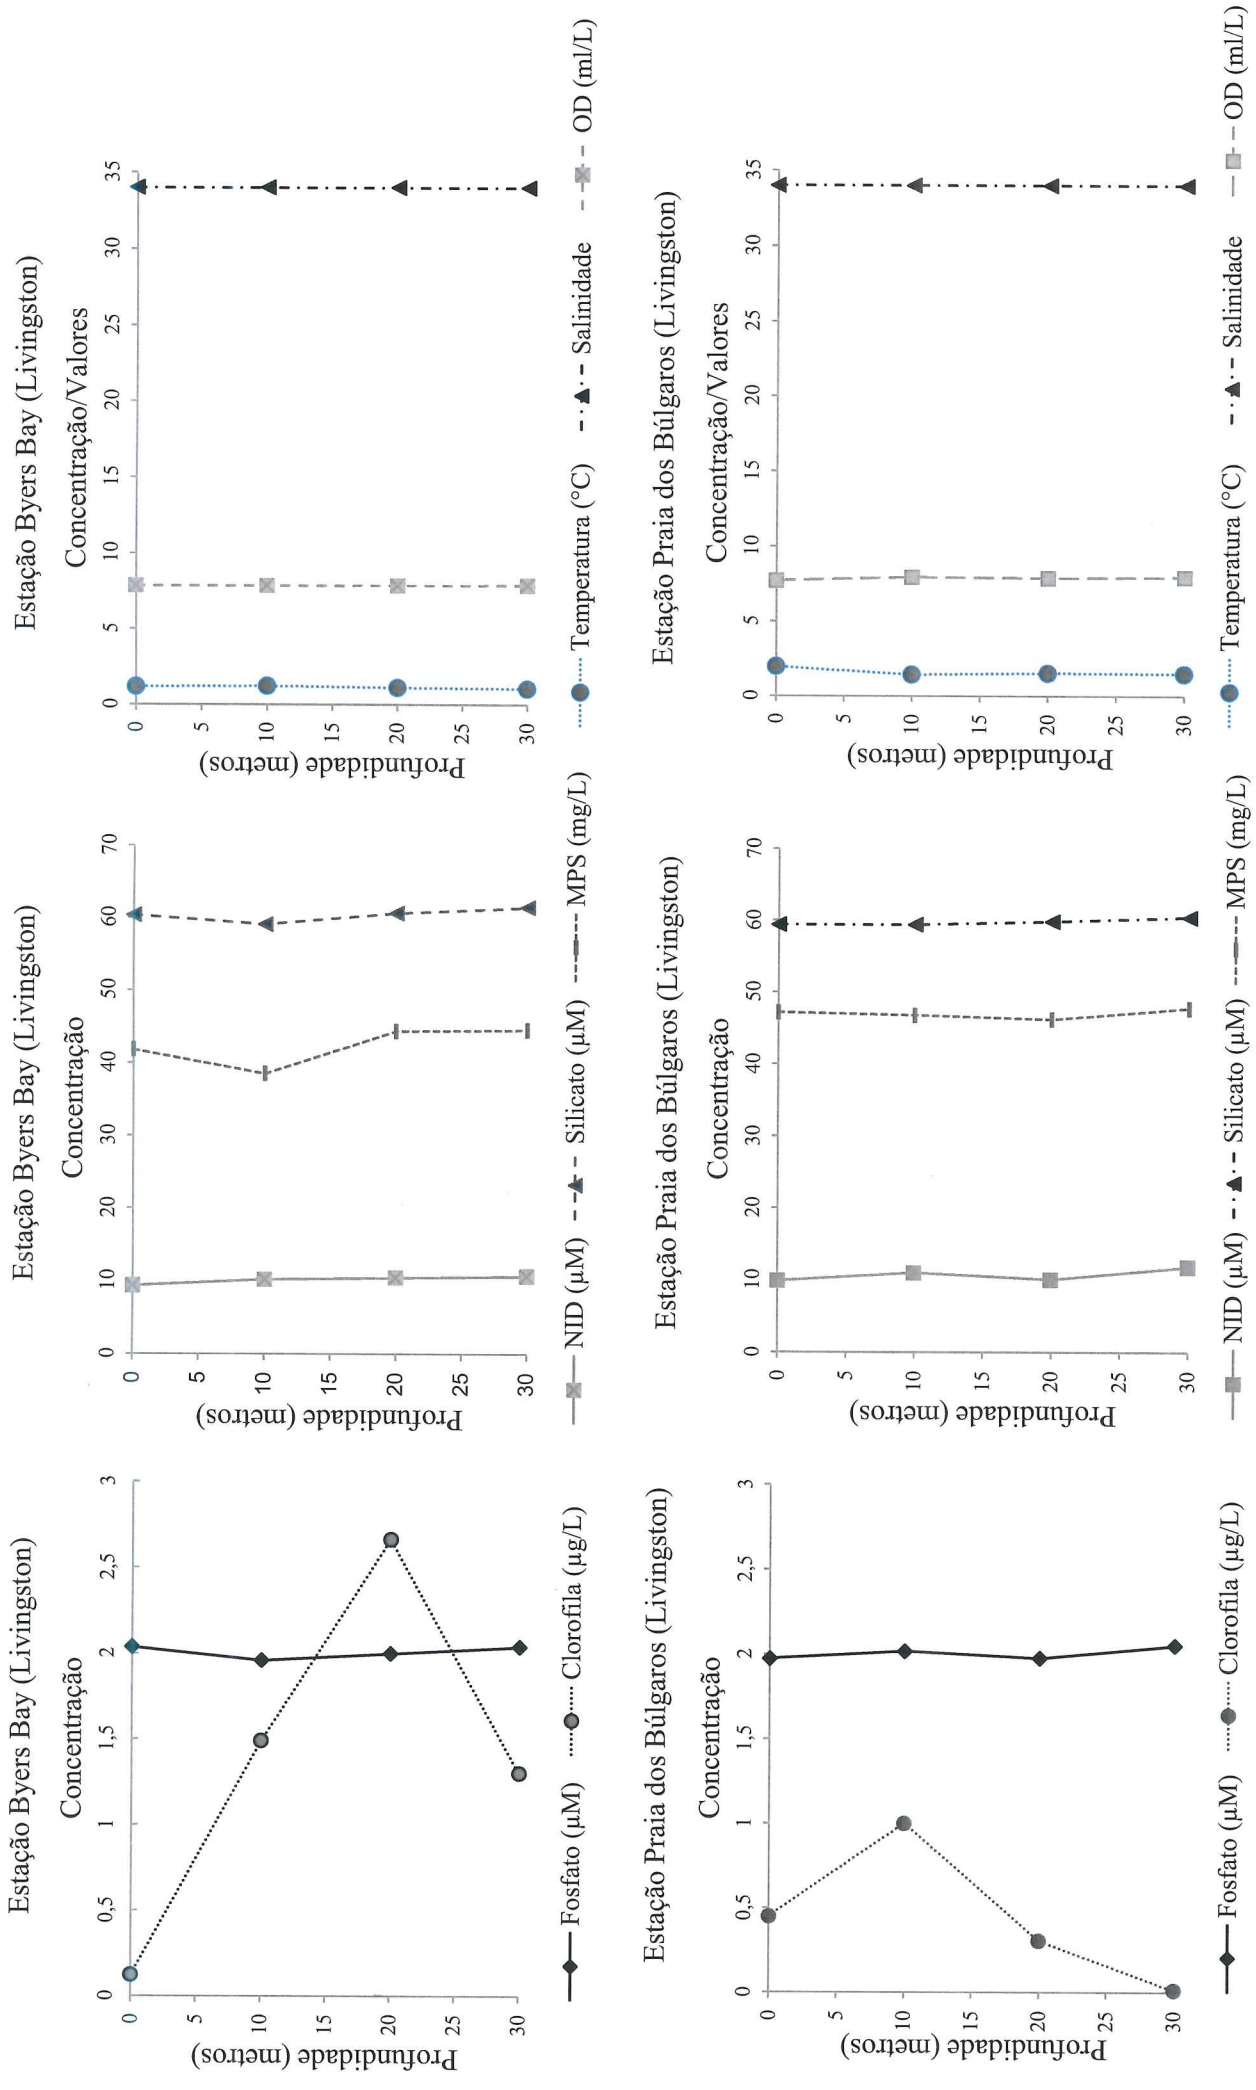 Estação Byers Bay (Livingston)
Concentração
0 0,5 1 1,5 2 2,5 3
0
5
10
15
20
25
30
Profundidade (metros)
Fosfato (µM) Clorofila (µg/L)
Estação Byers Bay (Livingston)
Concentração
0 10 20 30 40 50 60 70
0
5
10
15
20
25
30
Profundidade (metros)
NID (µM) Silicato (µM) MPS (mg/L)
Estação Byers Bay (Livingston)
Concentração/Valores
0 5 10 15 20 25 30 35
0
5
10
15
20
25
30
Profundidade (metros)
Temperatura (°C) Salinidade OD (ml/L)
Estação Praia dos Búlgaros (Livingston)
Concentração
0 0,5 1 1,5 2 2,5 3
0
5
10
15
20
25
30
Profundidade (metros)
Fosfato (µM) Clorofila (µg/L)
Estação Praia dos Búlgaros (Livingston)
Concentração
0 10 20 30 40 50 60 70
0
5
10
15
20
25
30
Profundidade (metros)
NID (µM) Silicato (µM) MPS (mg/L)
Estação Praia dos Búlgaros (Livingston)
Concentração/Valores
0 5 10 15 20 25 30 35
0
5
10
15
20
25
30
Profundidade (metros)
Temperatura (°C) Salinidade OD (ml/L)